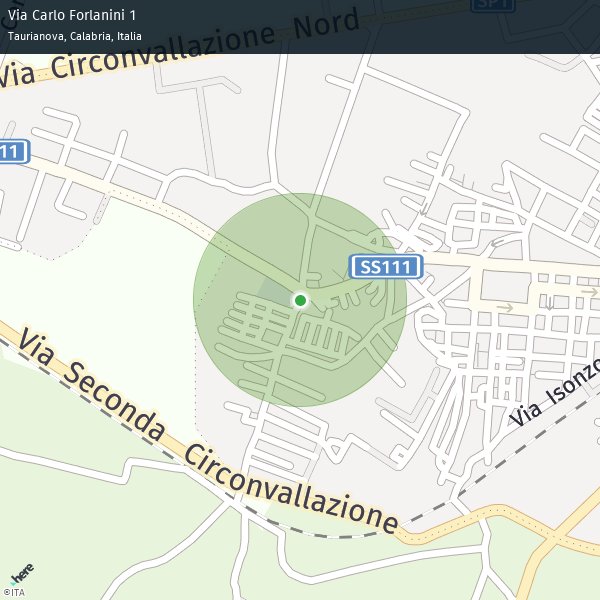 Via Carlo Forlanini 1
Taurianova, Calabria, Italia
SP1
Via Circonvallazione Nord
11
SS111
Via Seconda Circonvallazione
Via Isonzo
here
©ITA